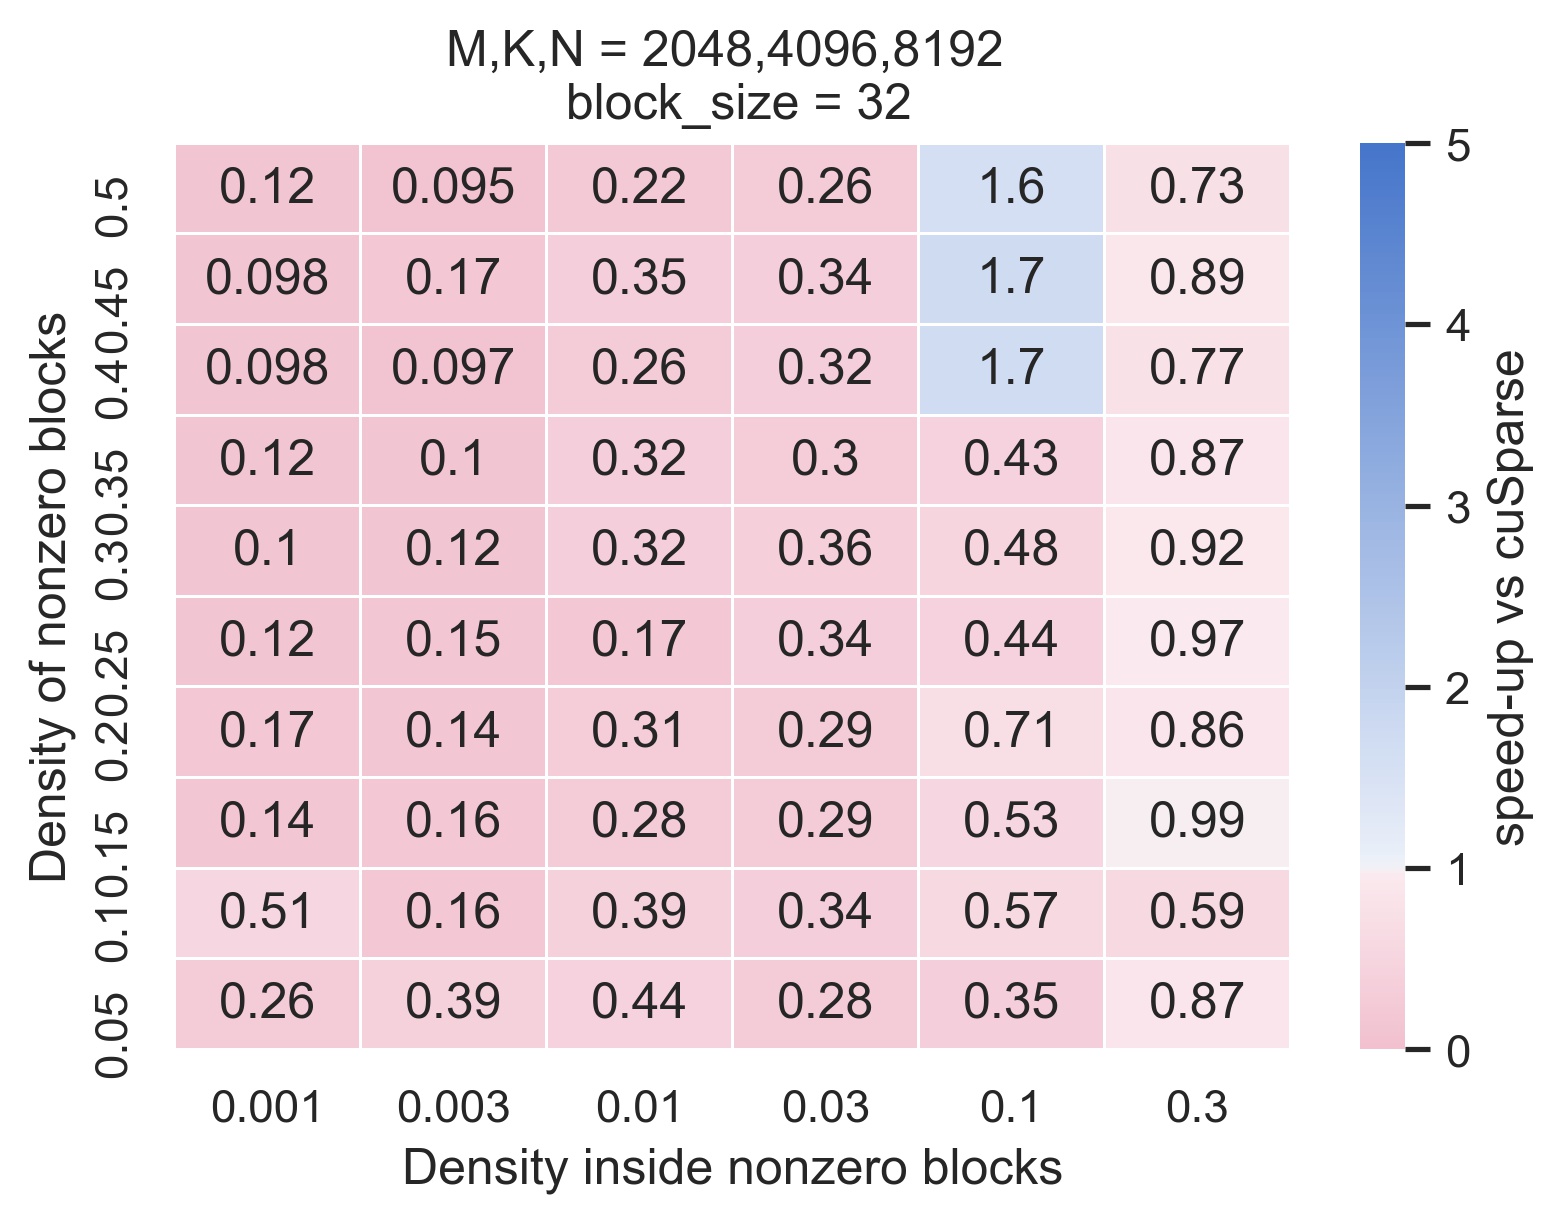 M,K,N = 2048,4096,8192
block_size = 32
Density of nonzero blocks
0.5 0.12 0.095 0.22 0.26 1.6 0.73
0.45 0.098 0.17 0.35 0.34 1.7 0.89
0.4 0.098 0.097 0.26 0.32 1.7 0.77
0.35 0.12 0.1 0.32 0.3 0.43 0.87
0.3 0.1 0.12 0.32 0.36 0.48 0.92
0.25 0.12 0.15 0.17 0.34 0.44 0.97
0.2 0.17 0.14 0.31 0.29 0.71 0.86
0.15 0.14 0.16 0.28 0.29 0.53 0.99
0.1 0.51 0.16 0.39 0.34 0.57 0.59
0.05 0.26 0.39 0.44 0.28 0.35 0.87
0.001 0.003 0.01 0.03 0.1 0.3
Density inside nonzero blocks
5
4
3
2
1
0
speed-up vs cuSparse